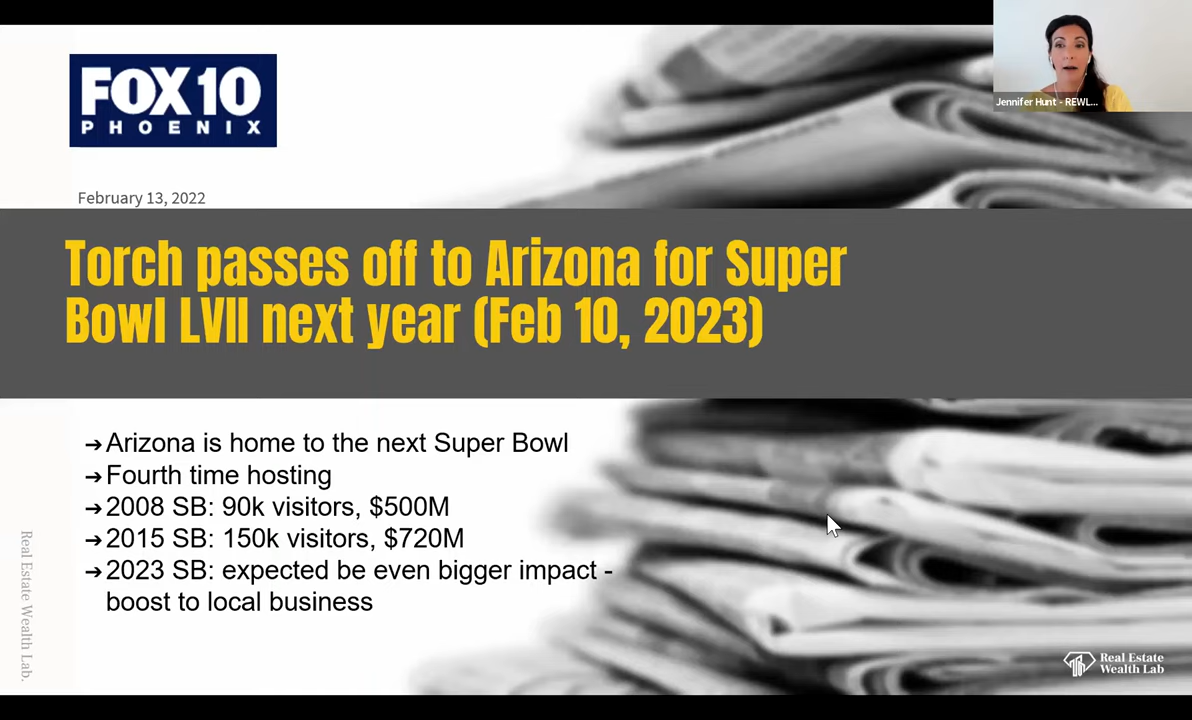 FOX 10
PHOENIX
Jennifer Hunt - REWL...
February 13, 2022
Torch passes off to Arizona for Super
Bowl LVII next year (Feb 10, 2023)
➔Arizona is home to the next Super Bowl
➔Fourth time hosting
➔2008 SB: 90k visitors, $500M
➔2015 SB: 150k visitors, $720M
➔2023 SB: expected be even bigger impact -
boost to local business
Real Estate Wealth Lab.
Real Estate
Wealth Lab